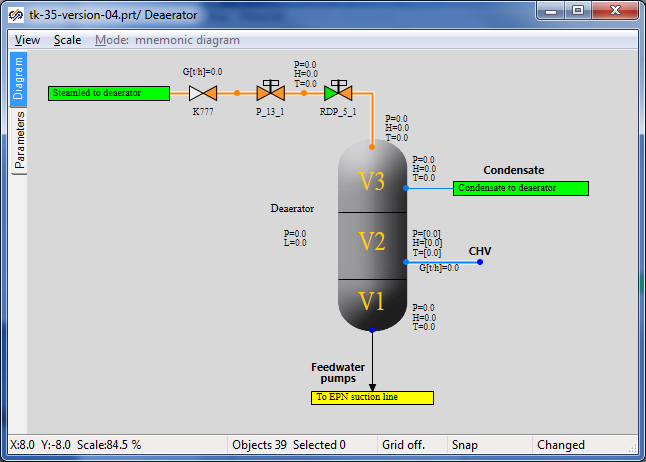 tk-35-version-04.prt/ Deaerator
View Scale Mode: mnemonic diagram
Diagram
Parameters
G[t/h]=0.0
P=0.0
H=0.0
T=0.0
Steamled to deaerator
K777
P_13_1
RDP_5_1
P=0.0
H=0.0
T=0.0
P=0.0
H=0.0
T=0.0
Condensate
Condensate to deaerator
V3
Deaerator
P=0.0
L=0.0
V2
P=[0.0]
H=[0.0]
T=[0.0]
G[t/h]=0.0
CHV
V1
P=0.0
H=0.0
T=0.0
Feedwater
pumps
To EPN suction line
X:8.0 Y:-8.0 Scale:84.5 % Objects 39 Selected 0 Grid off. Snap Changed